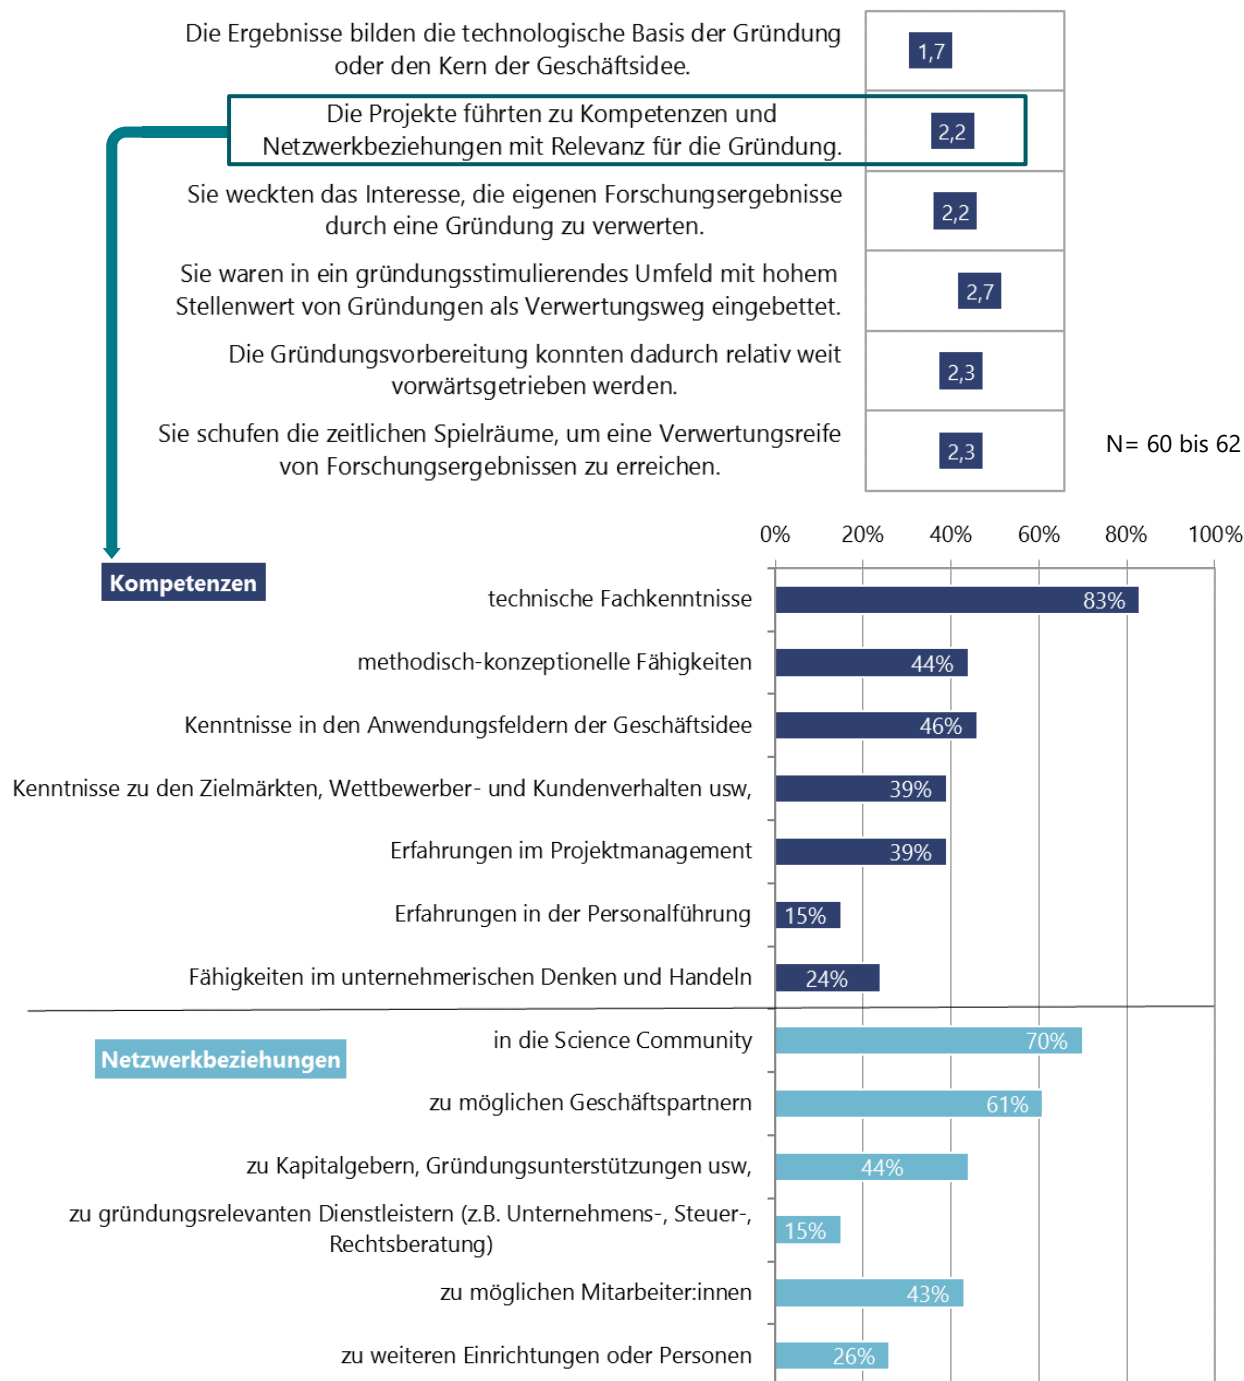 Die Ergebnisse bilden die technologische Basis der Gründung
oder den Kern der Geschäftsidee.
1,7
Die Projekte führten zu Kompetenzen und
Netzwerkbeziehungen mit Relevanz für die Gründung.
2,2
Sie weckten das Interesse, die eigenen Forschungsergebnisse
durch eine Gründung zu verwerten.
2,2
Sie waren in ein gründungsstimulierendes Umfeld mit hohem
Stellenwert von Gründungen als Verwertungsweg eingebettet.
2,7
Die Gründungsvorbereitung konnten dadurch relativ weit
vorwärtsgetrieben werden.
2,3
Sie schufen die zeitlichen Spielräume, um eine Verwertungsreife
von Forschungsergebnissen zu erreichen.
2,3
N= 60 bis 62
0% 20% 40% 60% 80% 100%
Kompetenzen
technische Fachkenntnisse 83%
methodisch-konzeptionelle Fähigkeiten 44%
Kenntnisse in den Anwendungsfeldern der Geschäftsidee 46%
Kenntnisse zu den Zielmärkten, Wettbewerber- und Kundenverhalten usw, 39%
Erfahrungen im Projektmanagement 39%
Erfahrungen in der Personalführung 15%
Fähigkeiten im unternehmerischen Denken und Handeln 24%
Netzwerkbeziehungen
in die Science Community 70%
zu möglichen Geschäftspartnern 61%
zu Kapitalgebern, Gründungsunterstützungen usw, 44%
zu gründungsrelevanten Dienstleistern (z.B. Unternehmens-, Steuer-,
Rechtsberatung)
15%
zu möglichen Mitarbeiter:innen 43%
zu weiteren Einrichtungen oder Personen 26%